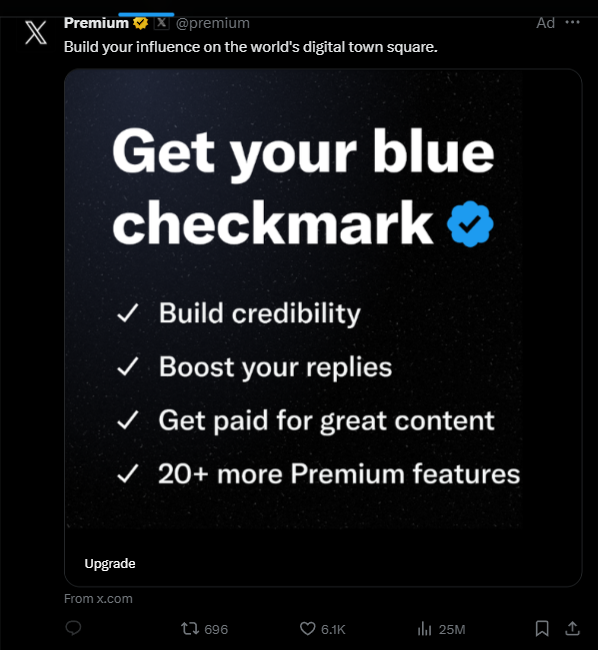 Premium @premium Ad
Build your influence on the world's digital town square.
Get your blue
checkmark
Build credibility
Boost your replies
Get paid for great content
20+ more Premium features
Upgrade
From x.com
696 6.1K 25M